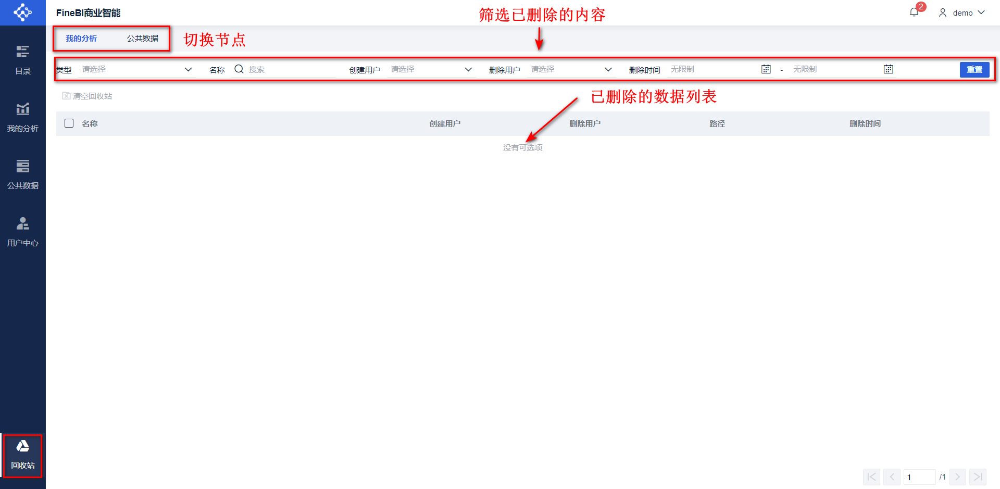 FineBI商业智能
筛选已删除的内容
2
demo
我的分析 公共数据
切换节点
类型 请选择 名称 搜索 创建用户 请选择 删除用户 请选择 删除时间 无限制 - 无限制 重置
清空回收站
已删除的数据列表
名称 创建用户 删除用户 路径 删除时间
没有可选项
目录
我的分析
公共数据
用户中心
回收站
1 /1